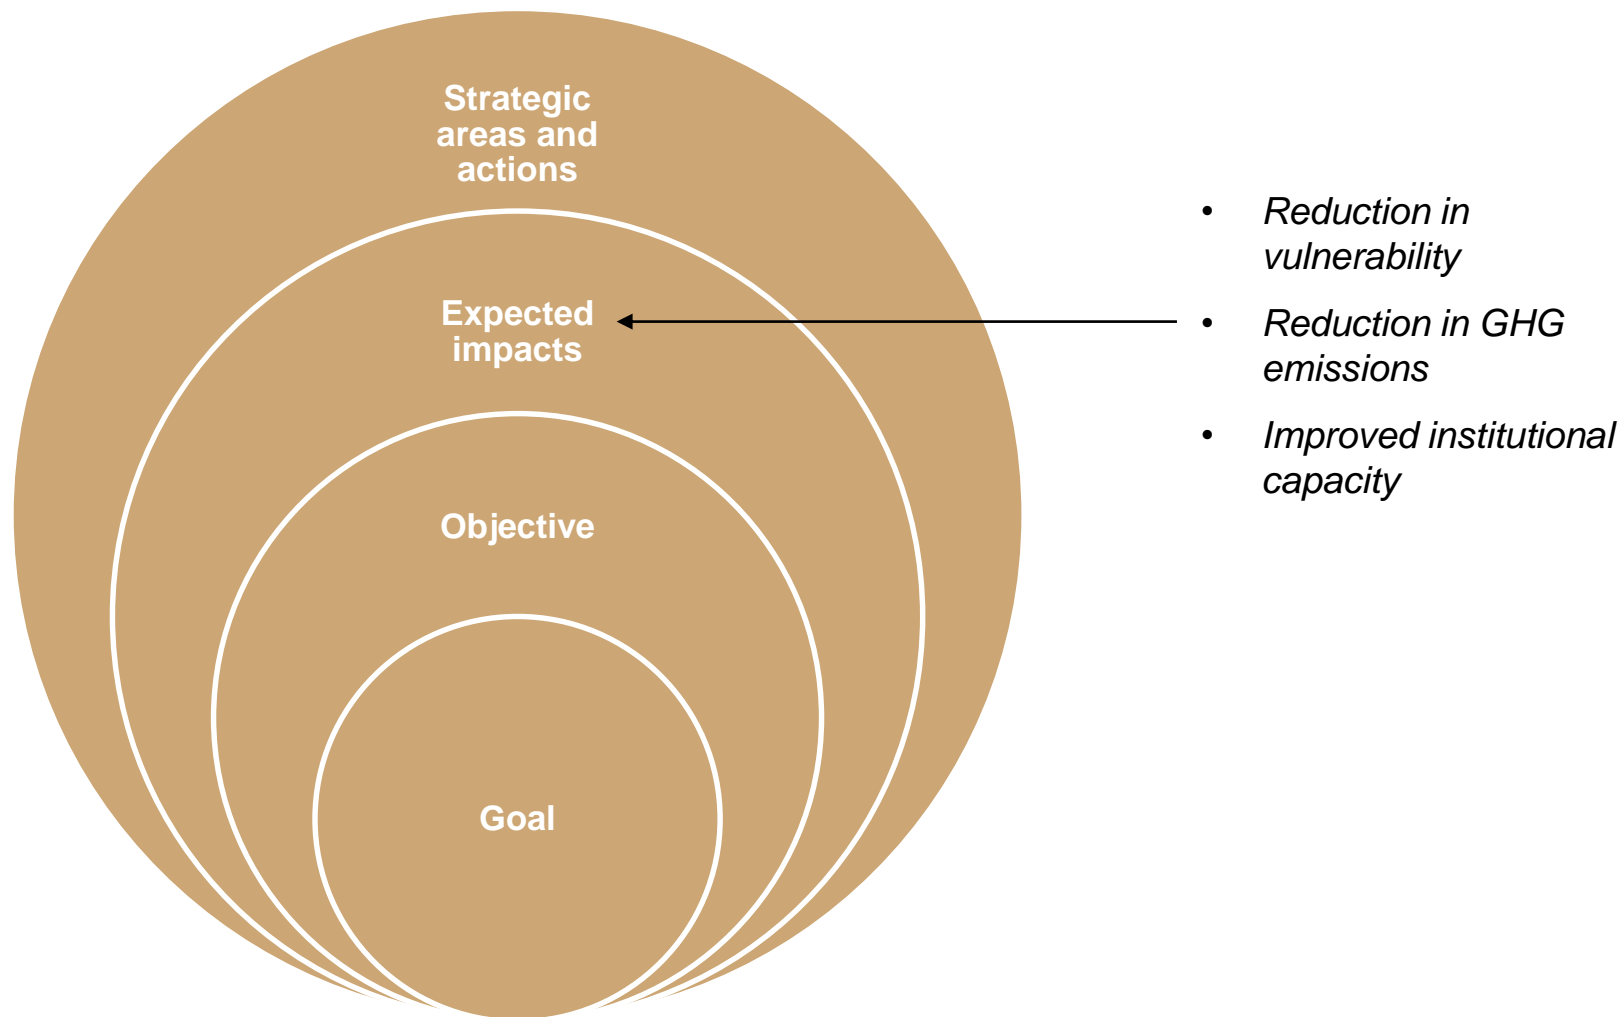 Strategic
areas and
actions
Expected
impacts
Objective
Goal
• Reduction in
vulnerability
• Reduction in GHG
emissions
• Improved institutional
capacity